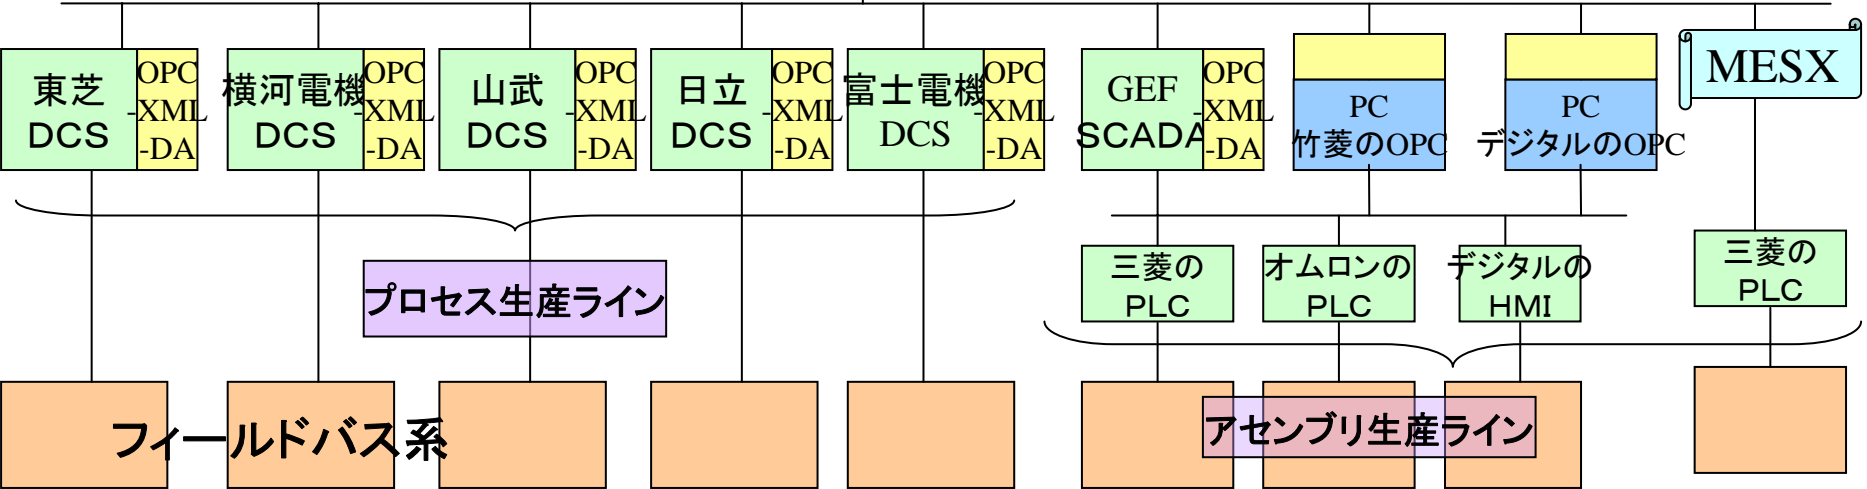 東芝
DCS
OPC
-XML
-DA
横河電機
DCS
OPC
-XML
-DA
山武
DCS
OPC
-XML
-DA
日立
DCS
OPC
-XML
-DA
富士電機
DCS
OPC
-XML
-DA
GEF
SCADA
OPC
-XML
-DA
PC
竹菱のOPC
PC
デジタルのOPC
MESX
三菱の
PLC
オムロンの
PLC
デジタルの
HMI
三菱の
PLC
プロセス生産ライン
フィールドバス系
アセンブリ生産ライン